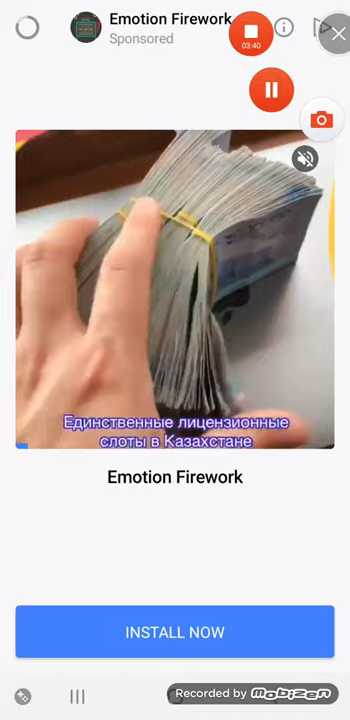 Emotion Firework
Sponsored
03:40
Единственные лицензионные
слоты в Казахстане
Emotion Firework
INSTALL NOW
Recorded by mobizen